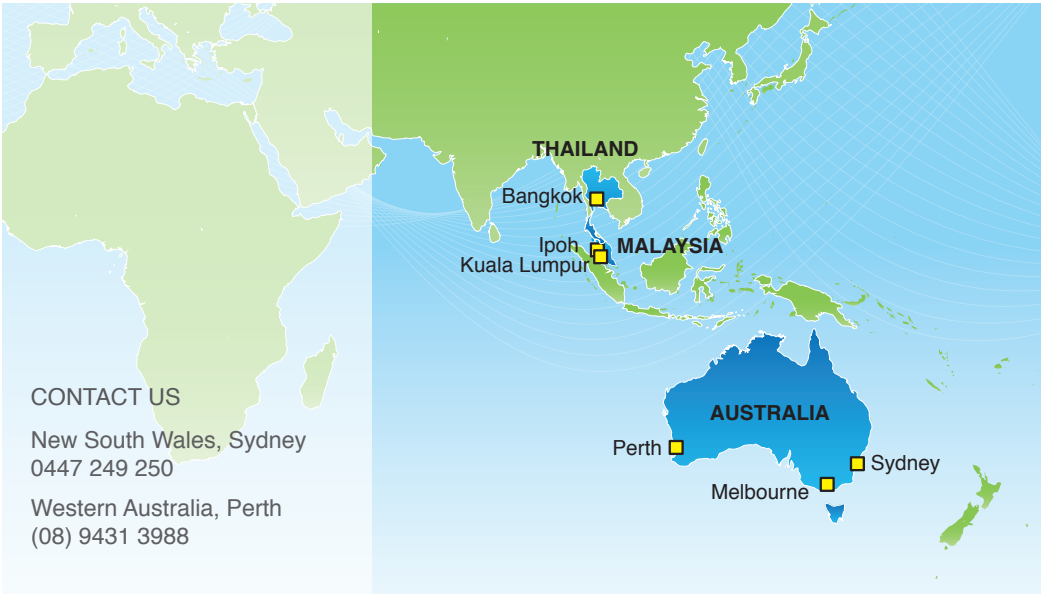 CONTACT US
New South Wales, Sydney
0447 249 250
Western Australia, Perth
(08) 9431 3988
THAILAND
Bangkok
Ipoh
MALAYSIA
Kuala Lumpur
AUSTRALIA
Perth
Sydney
Melbourne